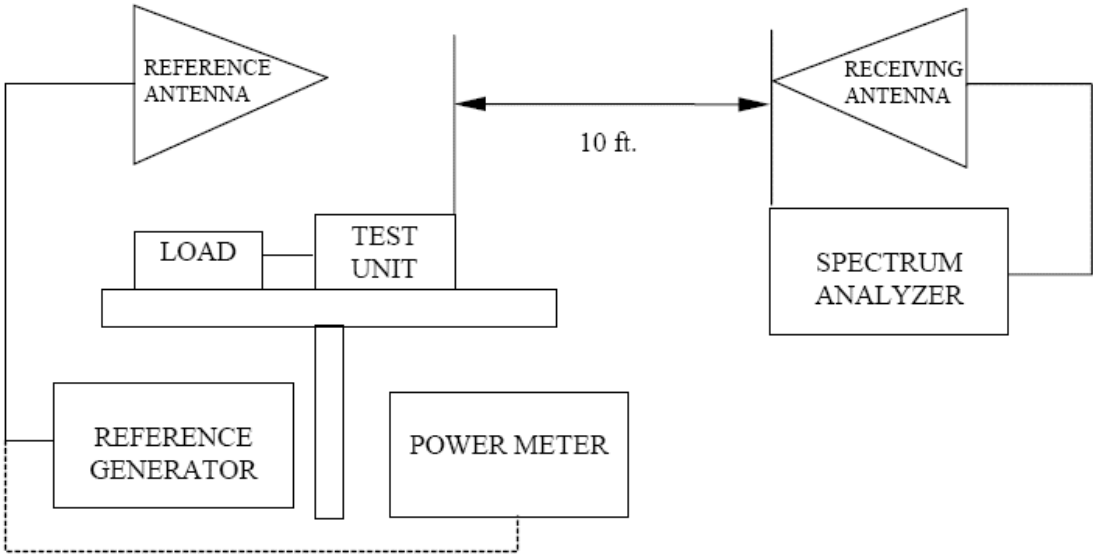 REFERENCE
ANTENNA
RECEIVING
ANTENNA
10 ft.
LOAD
TEST
UNIT
SPECTRUM
ANALYZER
REFERENCE
GENERATOR
POWER METER